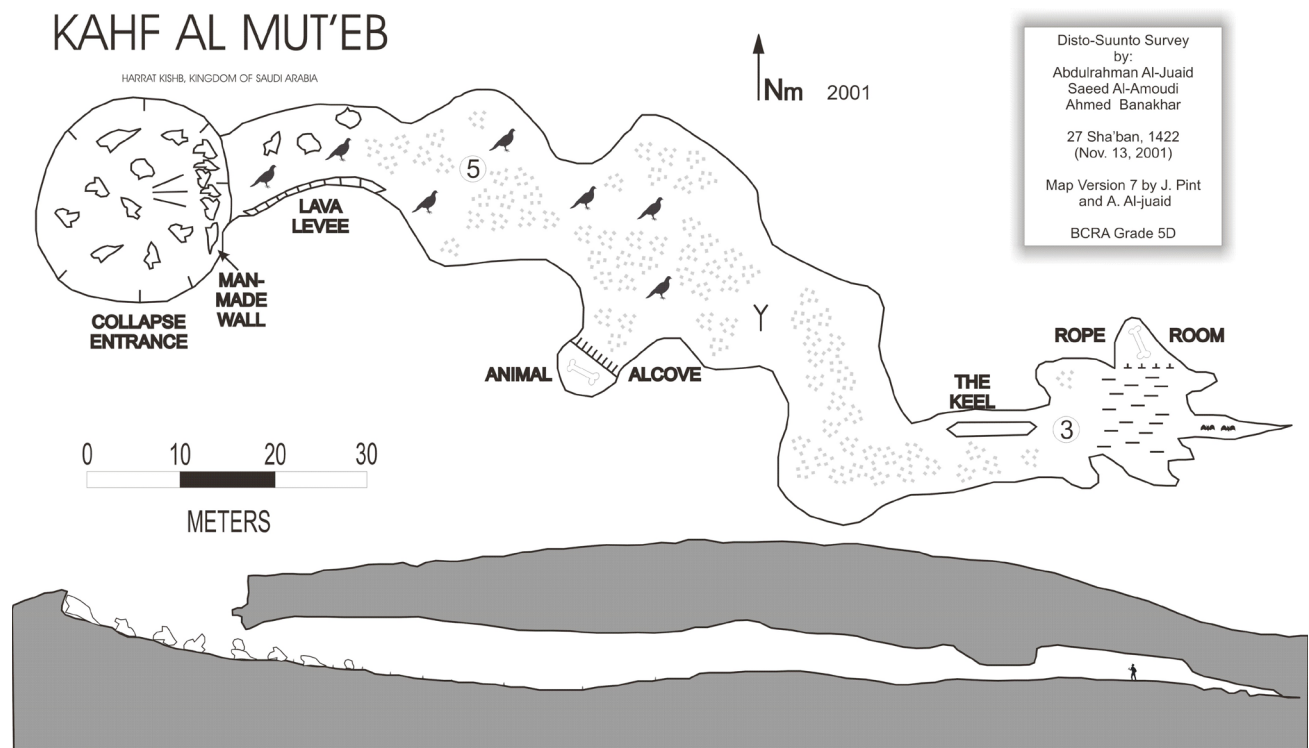 KAHF AL MUT'EB
HARRAT KISHB, KINGDOM OF SAUDI ARABIA
Nm 2001
Disto-Suunto Survey
by:
Abdulrahman Al-Juaid
Saeed Al-Amoudi
Ahmed Banakhar
27 Sha'ban, 1422
(Nov. 13, 2001)
Map Version 7 by J. Pint
and A. Al-juaid
BCRA Grade 5D
5
LAVA
LEVEE
MAN-
MADE
WALL
COLLAPSE
ENTRANCE
Y
ANIMAL ALCOVE
ROPE ROOM
THE
KEEL
3
0 10 20 30
METERS